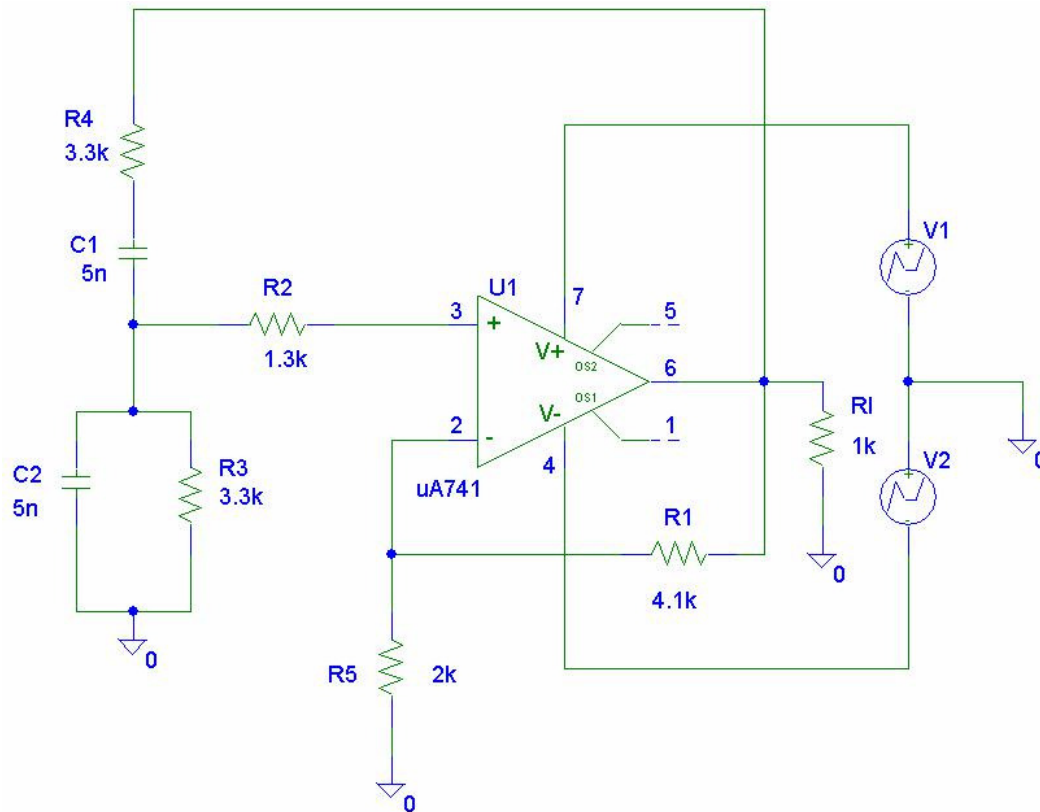 R4
3.3k
C1
5n
R2
1.3k
U1
3
+
2
-
7
V+
OS2
5
6
OS1
V-
1
4
uA741
V1
+
-
Rl
1k
0
V2
+
-
0
C2
5n
R3
3.3k
0
R1
4.1k
R5
2k
0